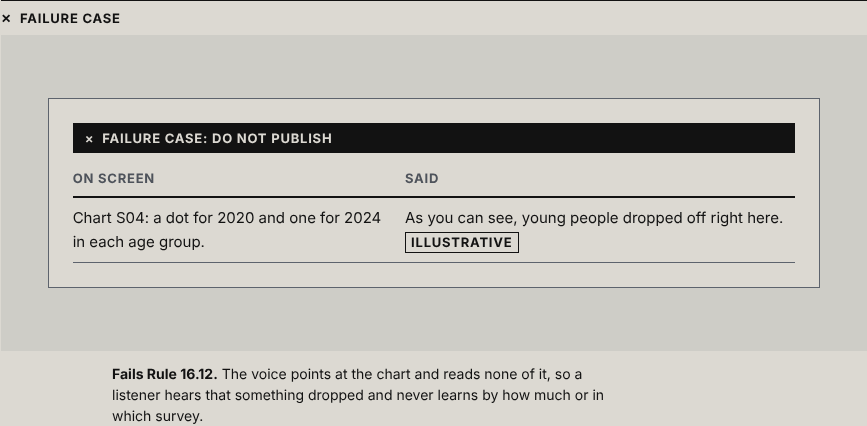 × FAILURE CASE
× FAILURE CASE: DO NOT PUBLISH
ON SCREEN
SAID
Chart S04: a dot for 2020 and one for 2024
in each age group.
As you can see, young people dropped off right here.
ILLUSTRATIVE
Fails Rule 16.12. The voice points at the chart and reads none of it, so a
listener hears that something dropped and never learns by how much or in
which survey.